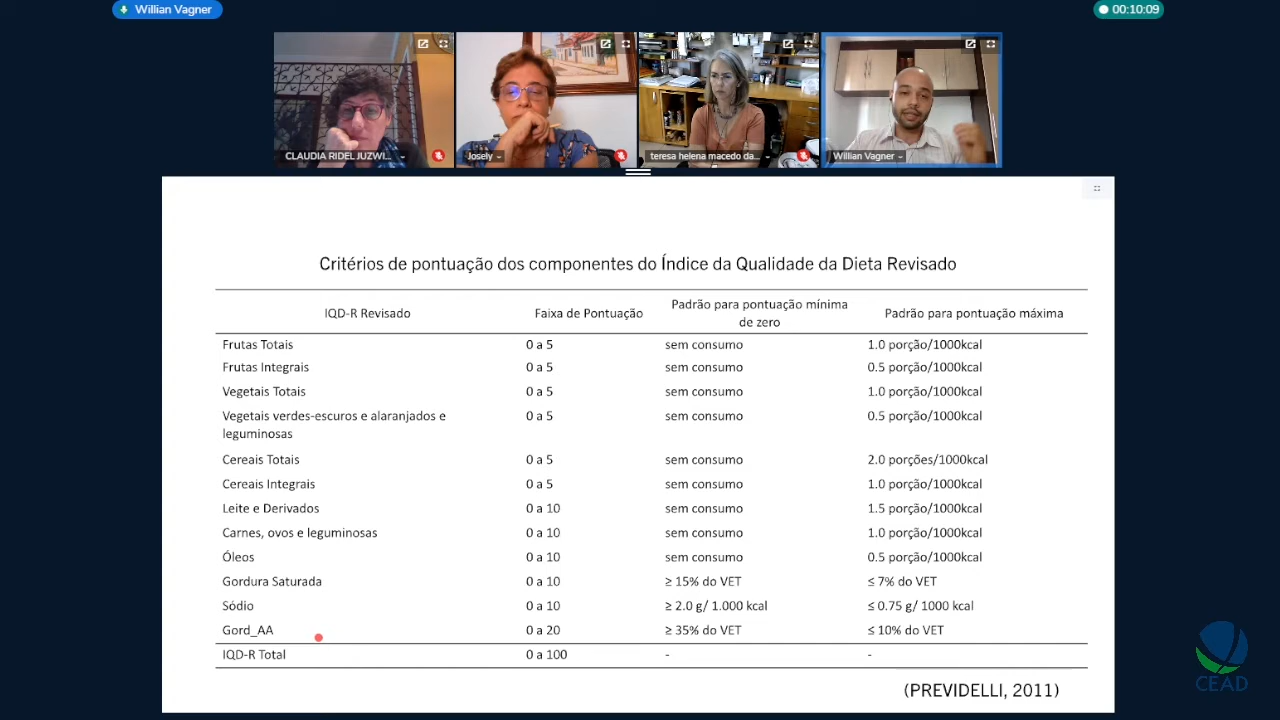 Willian Vagner
00:10:09
CLAUDIA RIDEL JUZWI...
Josely
teresa helena macedo da...
Willian Vagner
Critérios de pontuação dos componentes do Índice da Qualidade da Dieta Revisado
IQD-R Revisado Faixa de Pontuação Padrão para pontuação mínima de zero Padrão para pontuação máxima
Frutas Totais 0 a 5 sem consumo 1.0 porção/1000kcal
Frutas Integrais 0 a 5 sem consumo 0.5 porção/1000kcal
Vegetais Totais 0 a 5 sem consumo 1.0 porção/1000kcal
Vegetais verdes-escuros e alaranjados e 0 a 5 sem consumo 0.5 porção/1000kcal
leguminosas
Cereais Totais 0 a 5 sem consumo 2.0 porções/1000kcal
Cereais Integrais 0 a 5 sem consumo 1.0 porção/1000kcal
Leite e Derivados 0 a 10 sem consumo 1.5 porção/1000kcal
Carnes, ovos e leguminosas 0 a 10 sem consumo 1.0 porção/1000kcal
Óleos 0 a 10 sem consumo 0.5 porção/1000kcal
Gordura Saturada 0 a 10 ≥ 15% do VET ≤ 7% do VET
Sódio 0 a 10 ≥ 2.0 g/ 1.000 kcal ≤ 0.75 g/ 1000 kcal
Gord_AA 0 a 20 ≥ 35% do VET ≤ 10% do VET
IQD-R Total 0 a 100 - -
(PREVIDELLI, 2011)
CEAD